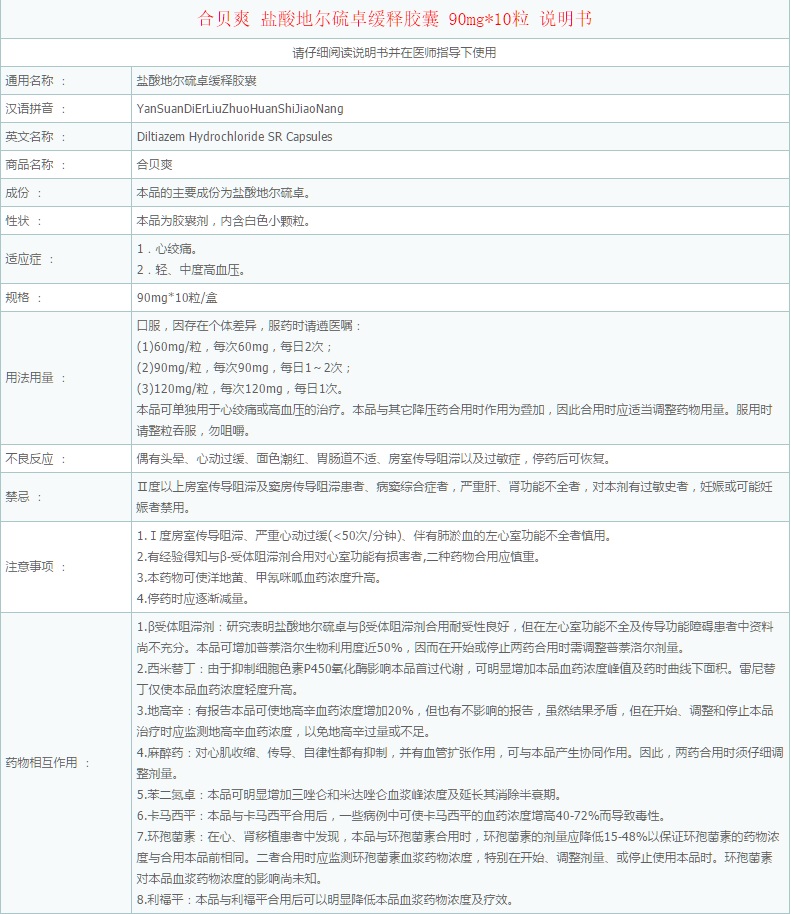 合贝爽 盐酸地尔硫卓缓释胶囊 90mg*10粒 说明书
请仔细阅读说明书并在医师指导下使用
通用名称 ： 盐酸地尔硫卓缓释胶囊
汉语拼音 ： YanSuanDiErLiuZhuoHuanShiJiaoNang
英文名称 ： Diltiazem Hydrochloride SR Capsules
商品名称 ： 合贝爽
成份 ： 本品的主要成份为盐酸地尔硫卓。
性状 ： 本品为胶囊剂，内含白色小颗粒。
适应症 ：
1．心绞痛。
2．轻、中度高血压。
规格 ： 90mg*10粒/盒
用法用量 ：
口服，因存在个体差异，服药时请遵医嘱：
(1)60mg/粒，每次60mg，每日2次；
(2)90mg/粒，每次90mg，每日1～2次；
(3)120mg/粒，每次120mg，每日1次。
本品可单独用于心绞痛或高血压的治疗。本品与其它降压药合用时作用为叠加，因此合用时应适当调整药物用量。服用时
请整粒吞服，勿咀嚼。
不良反应 ： 偶有头晕、心动过缓、面色潮红、胃肠道不适、房室传导阻滞以及过敏症，停药后可恢复。
禁忌 ：
Ⅱ度以上房室传导阻滞及窦房传导阻滞患者、病窦综合症者，严重肝、肾功能不全者，对本剂有过敏史者，妊娠或可能妊
娠者禁用。
注意事项 ：
1.Ⅰ度房室传导阻滞、严重心动过缓(<50次/分钟)、伴有肺淤血的左心室功能不全者慎用。
2.有经验得知与β-受体阻滞剂合用对心室功能有损害者,二种药物合用应慎重。
3.本药物可使洋地黄、甲氰咪呱血药浓度升高。
4.停药时应逐渐减量。
药物相互作用 ：
1.β受体阻滞剂：研究表明盐酸地尔硫卓与β受体阻滞剂合用耐受性良好，但在左心室功能不全及传导功能障碍患者中资料
尚不充分。本品可增加普萘洛尔生物利用度近50%，因而在开始或停止两药合用时需调整普萘洛尔剂量。
2.西米替丁：由于抑制细胞色素P450氧化酶影响本品首过代谢，可明显增加本品血药浓度峰值及药时曲线下面积。雷尼替
丁仅使本品血药浓度轻度升高。
3.地高辛：有报告本品可使地高辛血药浓度增加20%，但也有不影响的报告，虽然结果矛盾，但在开始、调整和停止本品
治疗时应监测地高辛血药浓度，以免地高辛过量或不足。
4.麻醉药：对心肌收缩、传导、自律性都有抑制，并有血管扩张作用，可与本品产生协同作用。因此，两药合用时须仔细调
整剂量。
5.苯二氮卓：本品可明显增加三唑仑和米达唑仑血浆峰浓度及延长其消除半衰期。
6.卡马西平：本品与卡马西平合用后，一些病例中可使卡马西平的血药浓度增高40-72%而导致毒性。
7.环孢菌素：在心、肾移植患者中发现，本品与环孢菌素合用时，环孢菌素的剂量应降低15-48%以保证环孢菌素的药物浓
度与合用本品前相同。二者合用时应监测环孢菌素血浆药物浓度，特别在开始、调整剂量、或停止使用本品时。环孢菌素
对本品血浆药物浓度的影响尚未知。
8.利福平：本品与利福平合用后可以明显降低本品血浆药物浓度及疗效。